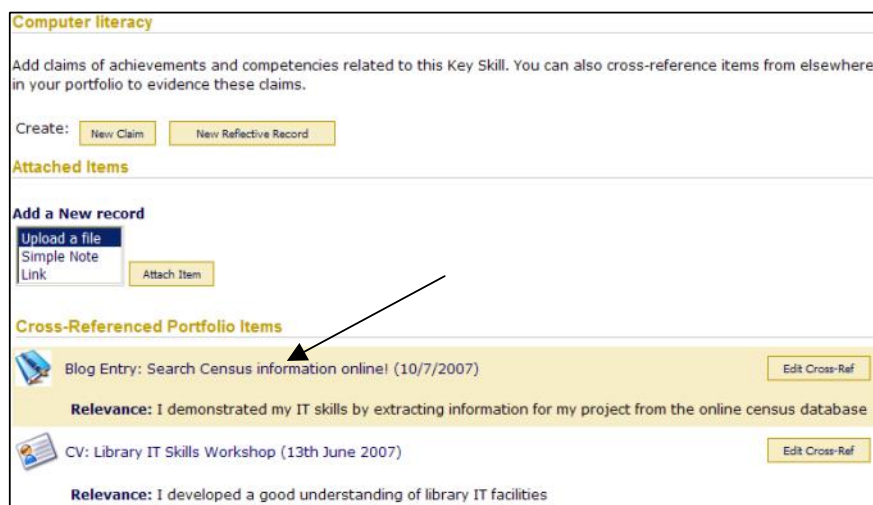 Computer literacy
Add claims of achievements and competencies related to this Key Skill. You can also cross-reference items from elsewhere
in your portfolio to evidence these claims.
Create: New Claim New Reflective Record
Attached Items
Add a New record
Upload a file
Simple Note
Link Attach Item
Cross-Referenced Portfolio Items
Blog Entry: Search Census information online! (10/7/2007) Edit Cross-Ref
Relevance: I demonstrated my IT skills by extracting information for my project from the online census database
CV: Library IT Skills Workshop (13th June 2007) Edit Cross-Ref
Relevance: I developed a good understanding of library IT facilities